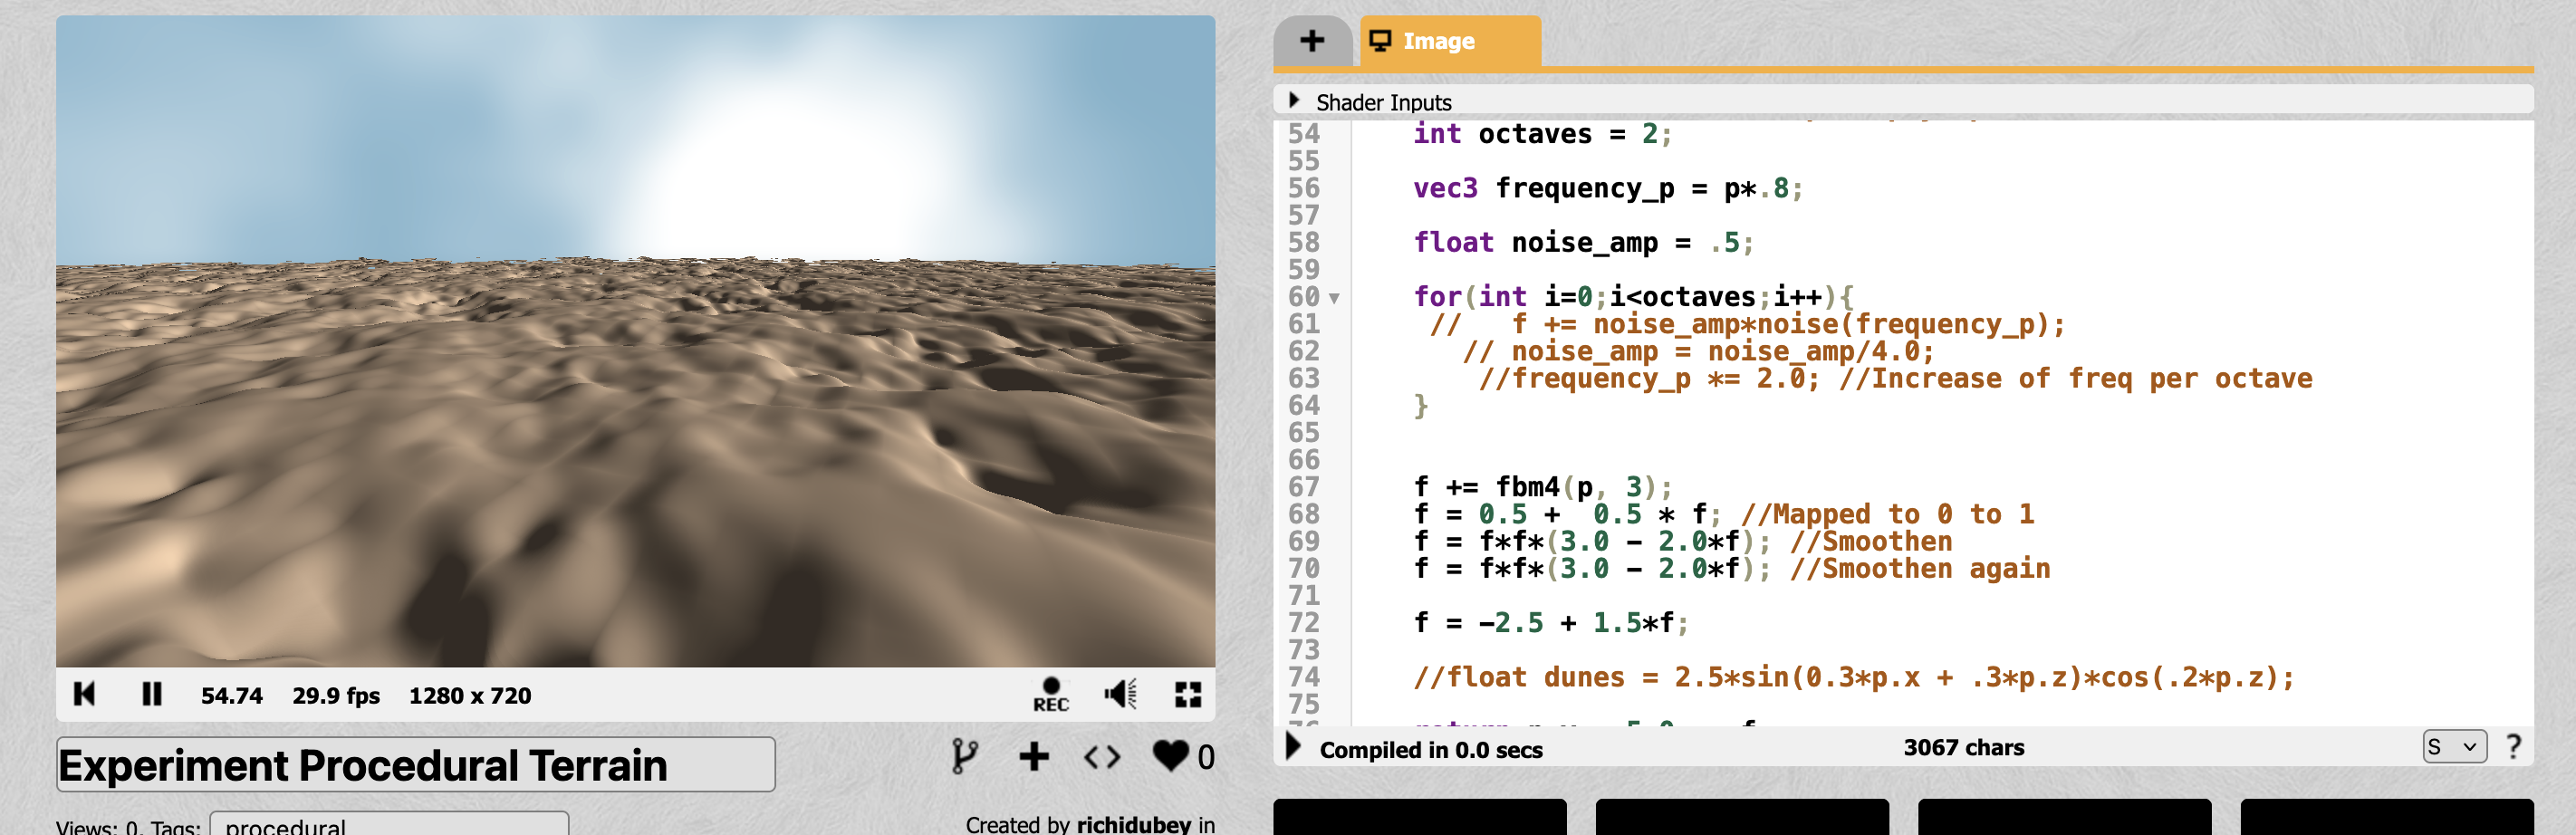 54.74 29.9 fps 1280 x 720
REC
Experiment Procedural Terrain
0
Views: 0, Tags: procedural
Created by richidubey in
+ Image
Shader Inputs
54 int octaves = 2;
55
56 vec3 frequency_p = p*.8;
57
58 float noise_amp = .5;
59
60 for(int i=0;i<octaves;i++){
61 // f += noise_amp*noise(frequency_p);
62 // noise_amp = noise_amp/4.0;
63 //frequency_p *= 2.0; //Increase of freq per octave
64 }
65
66
67 f += fbm4(p, 3);
68 f = 0.5 + 0.5 * f; //Mapped to 0 to 1
69 f = f*f*(3.0 - 2.0*f); //Smoothen
70 f = f*f*(3.0 - 2.0*f); //Smoothen again
71
72 f = -2.5 + 1.5*f;
73
74 //float dunes = 2.5*sin(0.3*p.x + .3*p.z)*cos(.2*p.z);
75
Compiled in 0.0 secs 3067 chars S ?